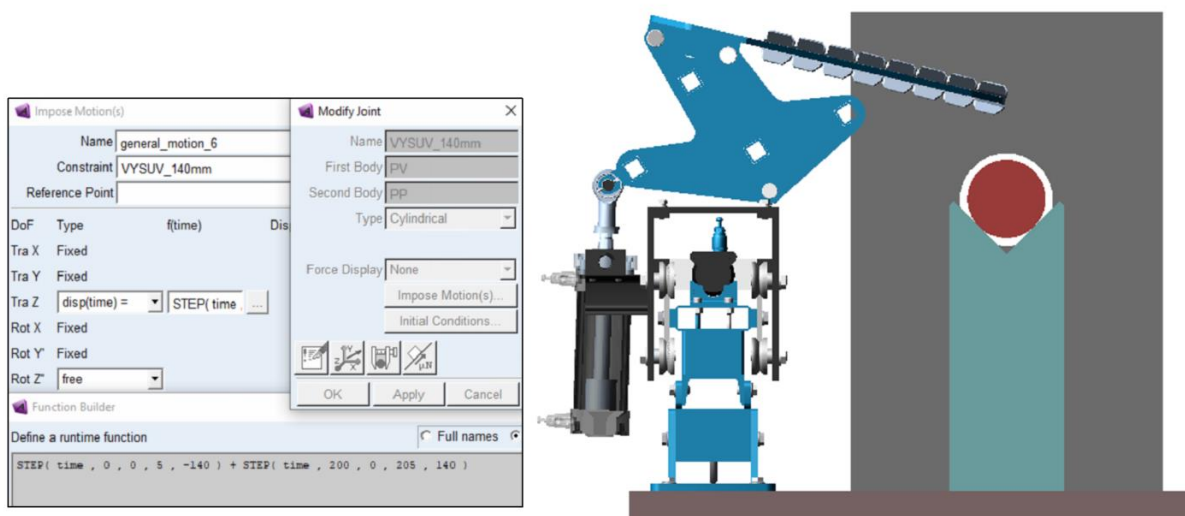 Impose Motion(s)
Name general_motion_6
Constraint VYSUV_140mm
Reference Point
DoF Type f(time) Dis
Tra X Fixed
Tra Y Fixed
Tra Z disp(time) = STEP( time , ...
Rot X Fixed
Rot Y' Fixed
Rot Z" free
Function Builder
Define a runtime function Full names
STEP( time , 0 , 0 , 5 , -140 ) + STEP( time , 200 , 0 , 205 , 140 )
Modify Joint
Name VYSUV_140mm
First Body PV
Second Body PP
Type Cylindrical
Force Display None
Impose Motion(s)...
Initial Conditions...
OK Apply Cancel